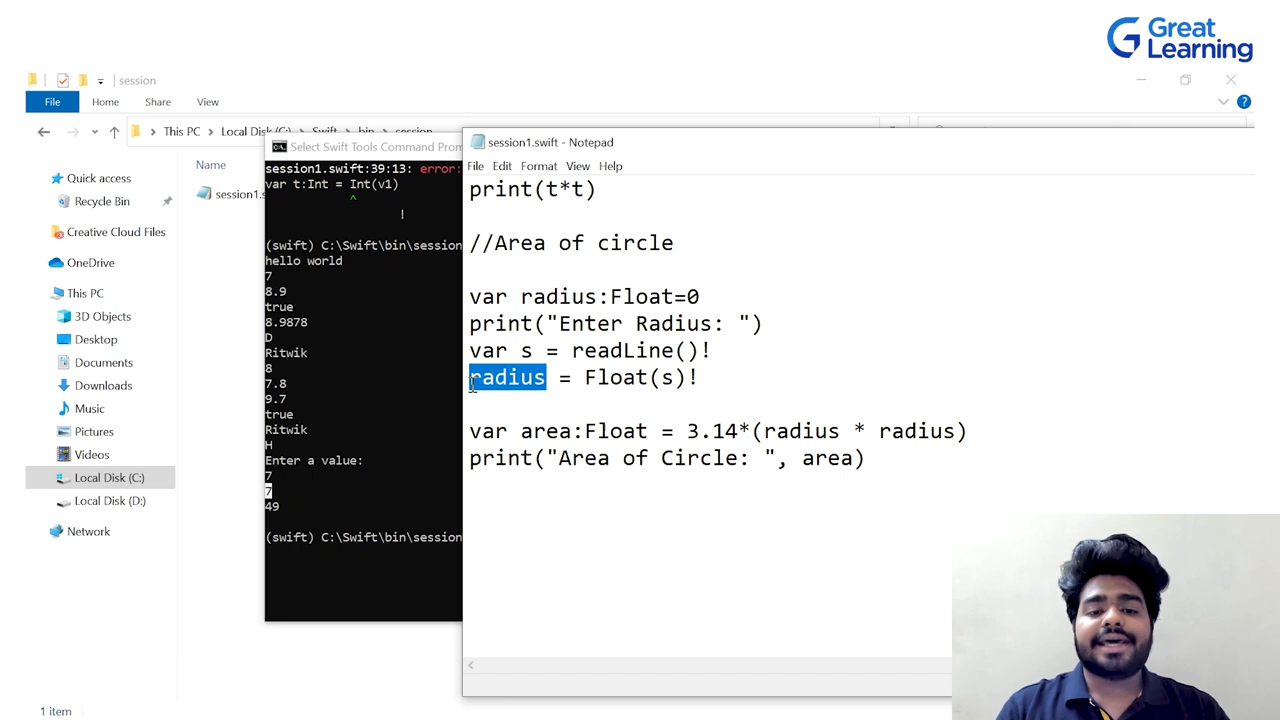 Great
Learning
session
File
Home
Share
View
This PC
Local Disk (C:)
Swift
bin
session
Name
session1.s
Quick access
Recycle Bin
Creative Cloud Files
OneDrive
This PC
3D Objects
Desktop
Documents
Downloads
Music
Pictures
Videos
Local Disk (C:)
Local Disk (D:)
Network
1 item
Select Swift Tools Command Prom
session1.swift:39:13: error:
var t:Int = Int(v1)
^
!
(swift) C:\Swift\bin\session
hello world
7
8.9
true
8.9878
D
Ritwik
8
7.8
9.7
true
Ritwik
H
Enter a value:
7
7
49
(swift) C:\Swift\bin\session
session1.swift - Notepad
File Edit Format View Help
print(t*t)
//Area of circle
var radius:Float=0
print("Enter Radius: ")
var s = readLine()!
radius = Float(s)!
var area:Float = 3.14*(radius * radius)
print("Area of Circle: ", area)